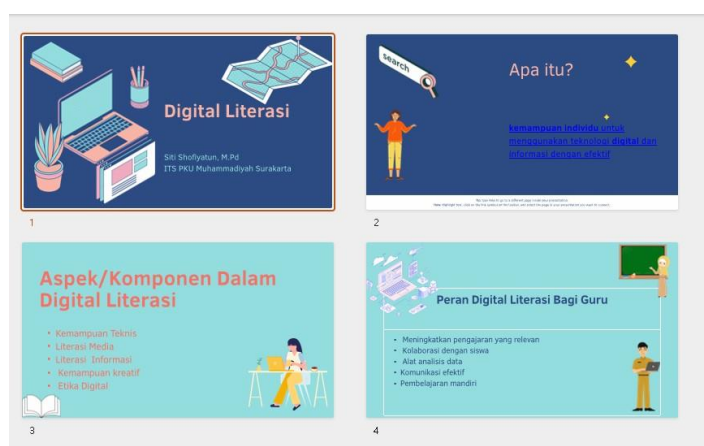 Digital Literasi
Siti Shofiyatun, M.Pd
ITS PKU Muhammadiyah Surakarta
1
search
Apa itu?
kemampuan individu untuk
menggunakan teknologi digital dan
informasi dengan efektif
2
Aspek/Komponen Dalam
Digital Literasi
• Kemampuan Teknis
• Literasi Media
• Literasi Informasi
• Kemampuan kreatif
• Etika Digital
3
Peran Digital Literasi Bagi Guru
• Meningkatkan pengajaran yang relevan
• Kolaborasi dengan siswa
• Alat analisis data
• Komunikasi efektif
• Pembelajaran mandiri
4